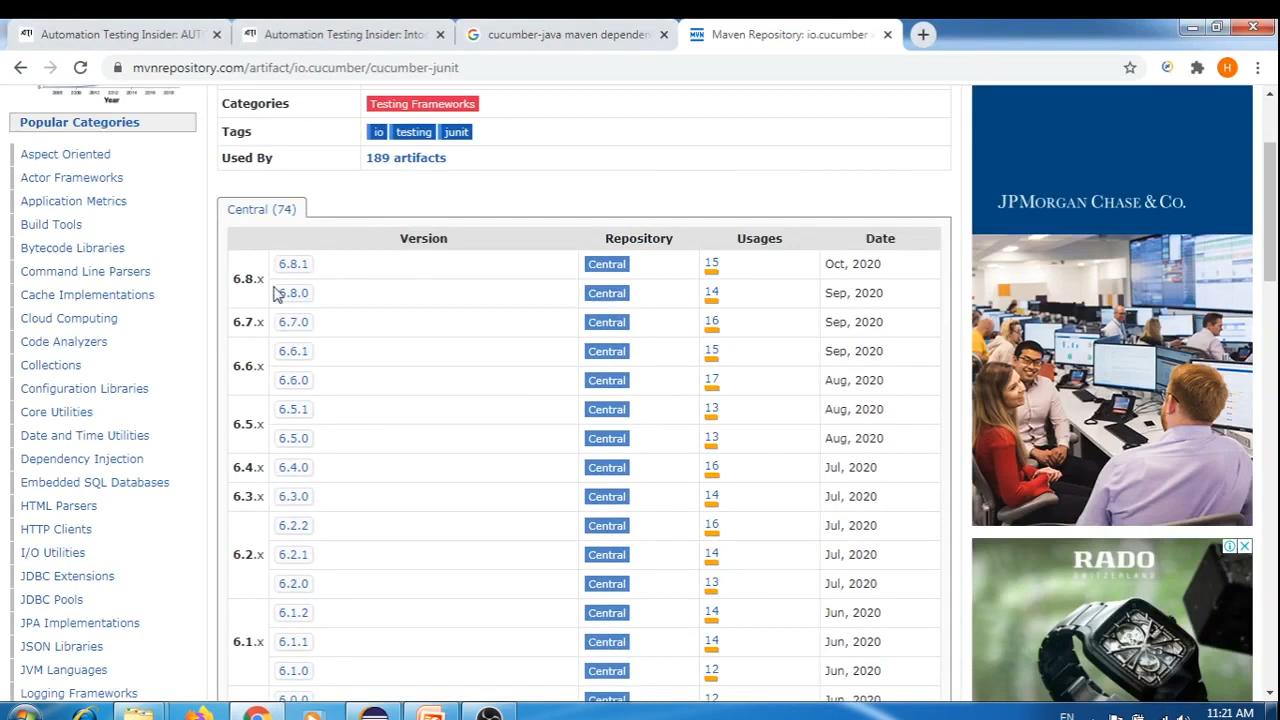 Automation Testing Insider: AUT
Automation Testing Insider: Intoc
cucumber-java maven dependen
Maven Repository: io.cucumber »
mvnrepository.com/artifact/io.cucumber/cucumber-junit
H
Year
Popular Categories
Aspect Oriented
Actor Frameworks
Application Metrics
Build Tools
Bytecode Libraries
Command Line Parsers
Cache Implementations
Cloud Computing
Code Analyzers
Collections
Configuration Libraries
Core Utilities
Date and Time Utilities
Dependency Injection
Embedded SQL Databases
HTML Parsers
HTTP Clients
I/O Utilities
JDBC Extensions
JDBC Pools
JPA Implementations
JSON Libraries
JVM Languages
Logging Frameworks
Categories Testing Frameworks
Tags io testing junit
Used By 189 artifacts
Central (74)
Version Repository Usages Date
6.8.x 6.8.1 Central 15 Oct, 2020
6.8.0 Central 14 Sep, 2020
6.7.x 6.7.0 Central 16 Sep, 2020
6.6.x 6.6.1 Central 15 Sep, 2020
6.6.0 Central 17 Aug, 2020
6.5.x 6.5.1 Central 13 Aug, 2020
6.5.0 Central 13 Aug, 2020
6.4.x 6.4.0 Central 16 Jul, 2020
6.3.x 6.3.0 Central 14 Jul, 2020
6.2.x 6.2.2 Central 16 Jul, 2020
6.2.1 Central 14 Jul, 2020
6.2.0 Central 13 Jul, 2020
6.1.x 6.1.2 Central 14 Jun, 2020
6.1.1 Central 14 Jun, 2020
6.1.0 Central 12 Jun, 2020
6.0.0 Central 12 Jun, 2020
JPMORGAN CHASE & CO.
RADO
SWITZERLAND
EN
11:21 AM